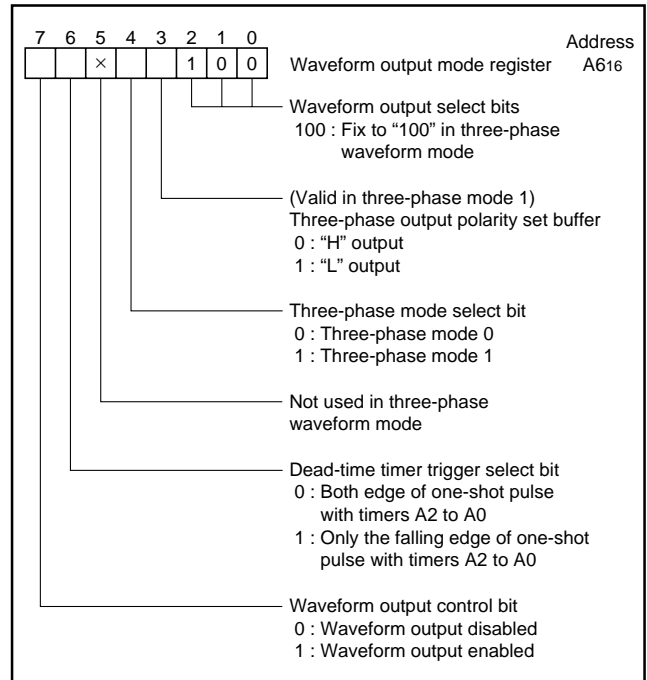 7 6 5 4 3 2 1 0
Address
× 1 0 0
Waveform output mode register A616
Waveform output select bits
100 : Fix to “100” in three-phase
waveform mode
(Valid in three-phase mode 1)
Three-phase output polarity set buffer
0 : “H” output
1 : “L” output
Three-phase mode select bit
0 : Three-phase mode 0
1 : Three-phase mode 1
Not used in three-phase
waveform mode
Dead-time timer trigger select bit
0 : Both edge of one-shot pulse
with timers A2 to A0
1 : Only the falling edge of one-shot
pulse with timers A2 to A0
Waveform output control bit
0 : Waveform output disabled
1 : Waveform output enabled